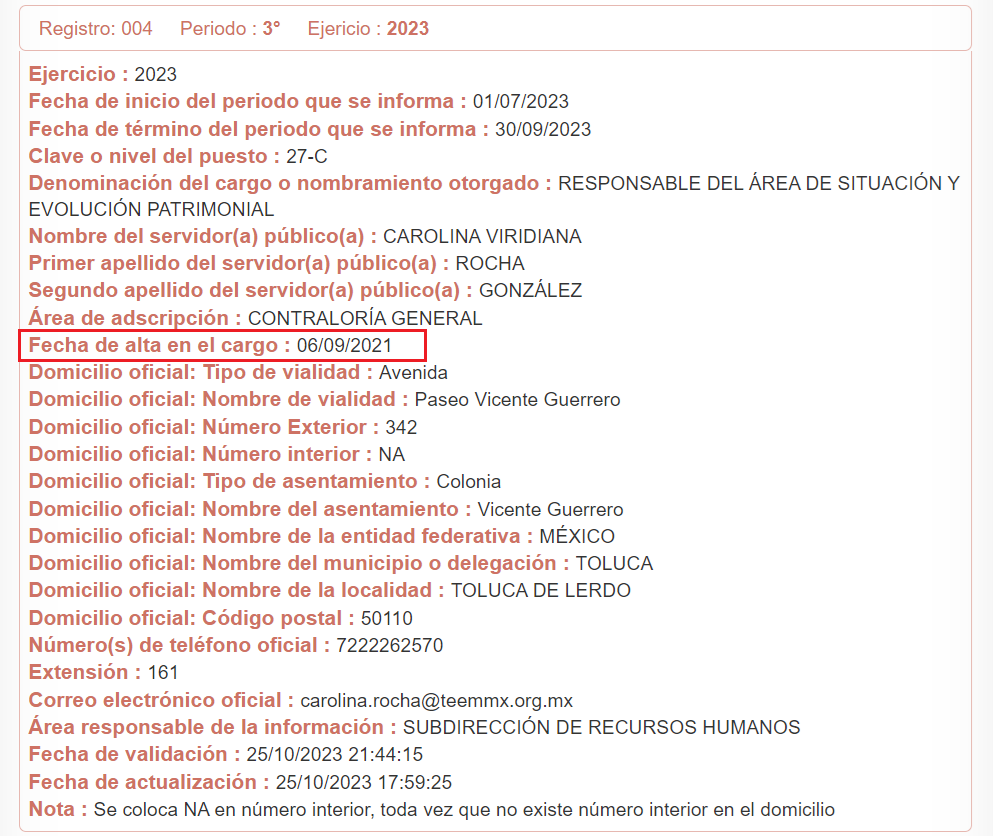 Registro: 004 Periodo : 3° Ejericio : 2023
Ejercicio : 2023
Fecha de inicio del periodo que se informa : 01/07/2023
Fecha de término del periodo que se informa : 30/09/2023
Clave o nivel del puesto : 27-C
Denominación del cargo o nombramiento otorgado : RESPONSABLE DEL ÁREA DE SITUACIÓN Y
EVOLUCIÓN PATRIMONIAL
Nombre del servidor(a) público(a) : CAROLINA VIRIDIANA
Primer apellido del servidor(a) público(a) : ROCHA
Segundo apellido del servidor(a) público(a) : GONZÁLEZ
Área de adscripción : CONTRALORÍA GENERAL
Fecha de alta en el cargo : 06/09/2021
Domicilio oficial: Tipo de vialidad : Avenida
Domicilio oficial: Nombre de vialidad : Paseo Vicente Guerrero
Domicilio oficial: Número Exterior : 342
Domicilio oficial: Número interior : NA
Domicilio oficial: Tipo de asentamiento : Colonia
Domicilio oficial: Nombre del asentamiento : Vicente Guerrero
Domicilio oficial: Nombre de la entidad federativa : MÉXICO
Domicilio oficial: Nombre del municipio o delegación : TOLUCA
Domicilio oficial: Nombre de la localidad : TOLUCA DE LERDO
Domicilio oficial: Código postal : 50110
Número(s) de teléfono oficial : 7222262570
Extensión : 161
Correo electrónico oficial : carolina.rocha@teemmx.org.mx
Área responsable de la información : SUBDIRECCIÓN DE RECURSOS HUMANOS
Fecha de validación : 25/10/2023 21:44:15
Fecha de actualización : 25/10/2023 17:59:25
Nota : Se coloca NA en número interior, toda vez que no existe número interior en el domicilio